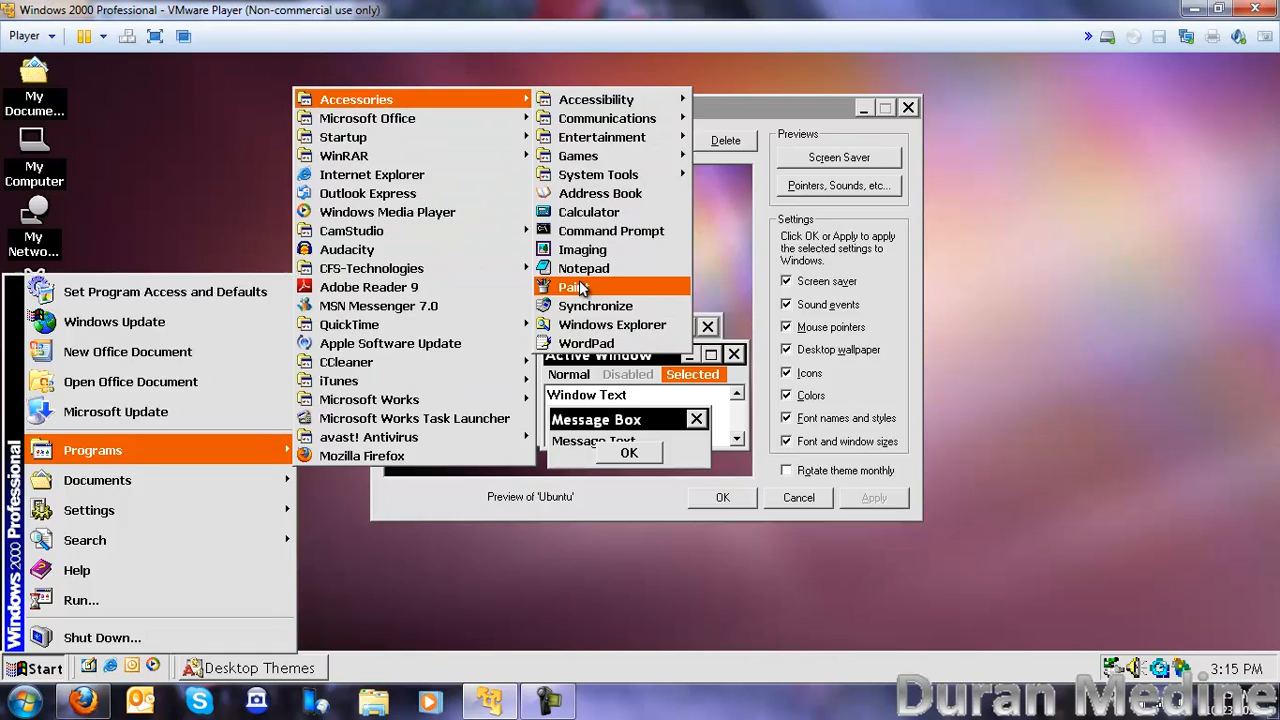 Windows 2000 Professional - VMware Player (Non-commercial use only)
Player
My
Docume...
My
Computer
My
Netwo...
Accessories
Microsoft Office
Startup
WinRAR
Internet Explorer
Outlook Express
Windows Media Player
CamStudio
Audacity
CFS-Technologies
Adobe Reader 9
MSN Messenger 7.0
QuickTime
Apple Software Update
CCleaner
iTunes
Microsoft Works
Microsoft Works Task Launcher
avast! Antivirus
Mozilla Firefox
Accessibility
Communications
Entertainment
Games
System Tools
Address Book
Calculator
Command Prompt
Imaging
Notepad
Synchronize
Windows Explorer
WordPad
Delete
Previews
Screen Saver
Pointers, Sounds, etc...
Settings
Click OK or Apply to apply
the selected settings to
Windows.
Screen saver
Sound events
Mouse pointers
Desktop wallpaper
Icons
Colors
Font names and styles
Font and window sizes
Rotate theme monthly
Active Window
Normal Disabled Selected
Window Text
Message Box
Message Text
OK
Preview of 'Ubuntu'
OK
Cancel
Apply
Set Program Access and Defaults
Windows Update
New Office Document
Open Office Document
Microsoft Update
Programs
Documents
Settings
Search
Help
Run...
Shut Down...
Windows 2000 Professional
Start
Desktop Themes
3:15 PM
Duran Medine